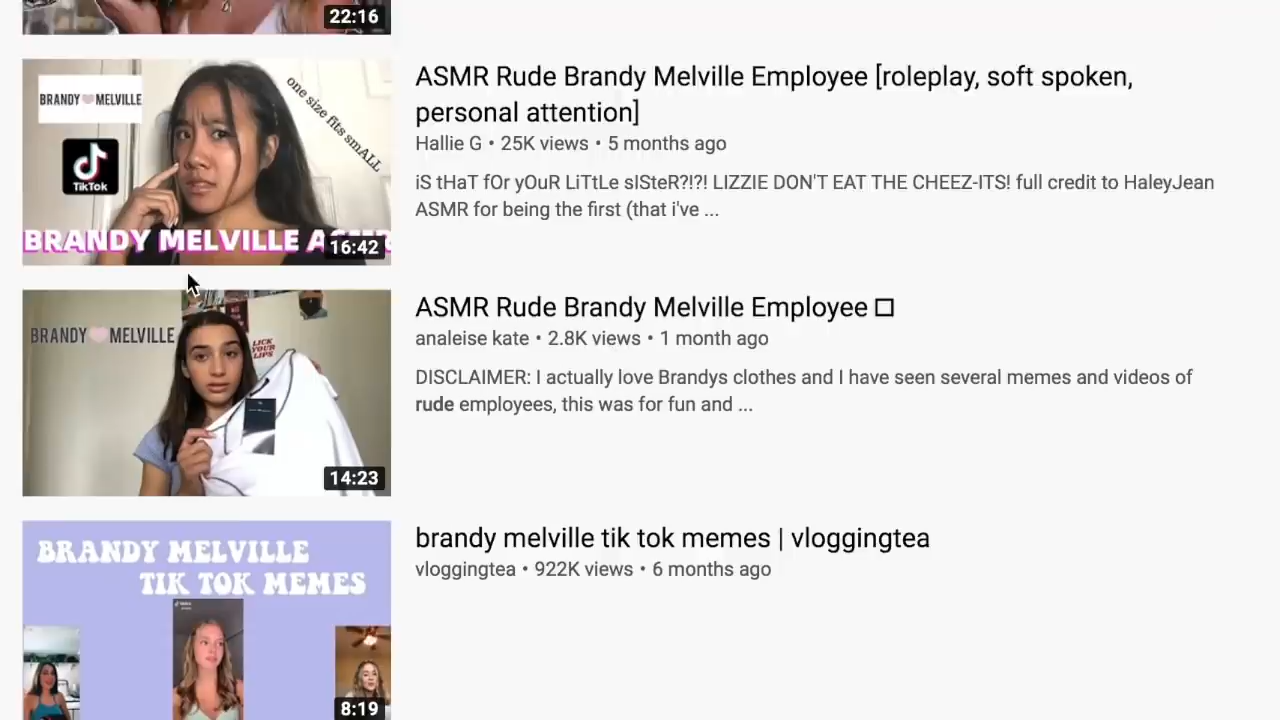 22:16
BRANDY MELVILLE
one size fits smALL
TikTok
BRANDY MELVILLE
16:42
ASMR Rude Brandy Melville Employee [roleplay, soft spoken,
personal attention]
Hallie G • 25K views • 5 months ago
iS tHaT fOr yOuR LiTtLe sISteR?!?! LIZZIE DON'T EAT THE CHEEZ-ITS! full credit to HaleyJean
ASMR for being the first (that i've ...
BRANDY MELVILLE
LICK
YOUR
LIPS
14:23
ASMR Rude Brandy Melville Employee □
analeise kate • 2.8K views • 1 month ago
DISCLAIMER: I actually love Brandys clothes and I have seen several memes and videos of
rude employees, this was for fun and ...
BRANDY MELVILLE
TIK TOK MEMES
8:19
brandy melville tik tok memes | vloggingtea
vloggingtea • 922K views • 6 months ago